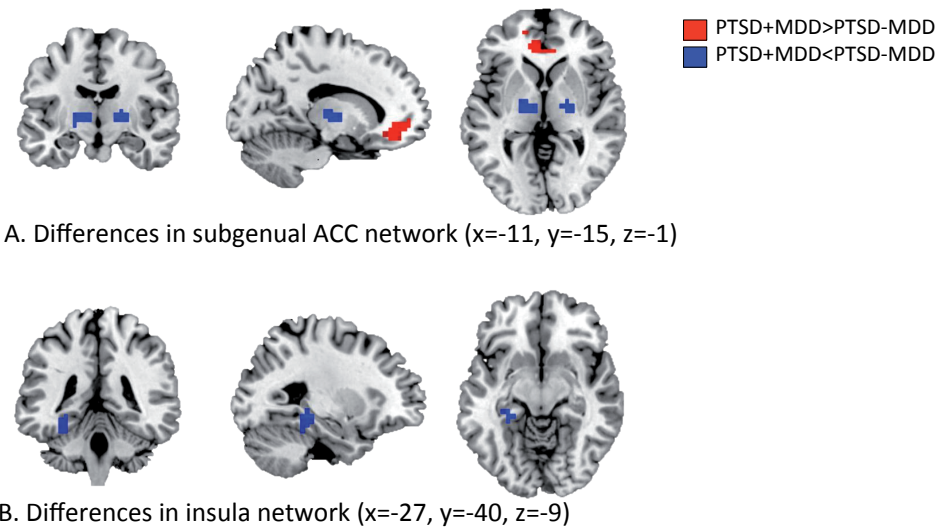 PTSD+MDD>PTSD-MDD
PTSD+MDD<PTSD-MDD
A. Differences in subgenual ACC network (x=-11, y=-15, z=-1)
B. Differences in insula network (x=-27, y=-40, z=-9)